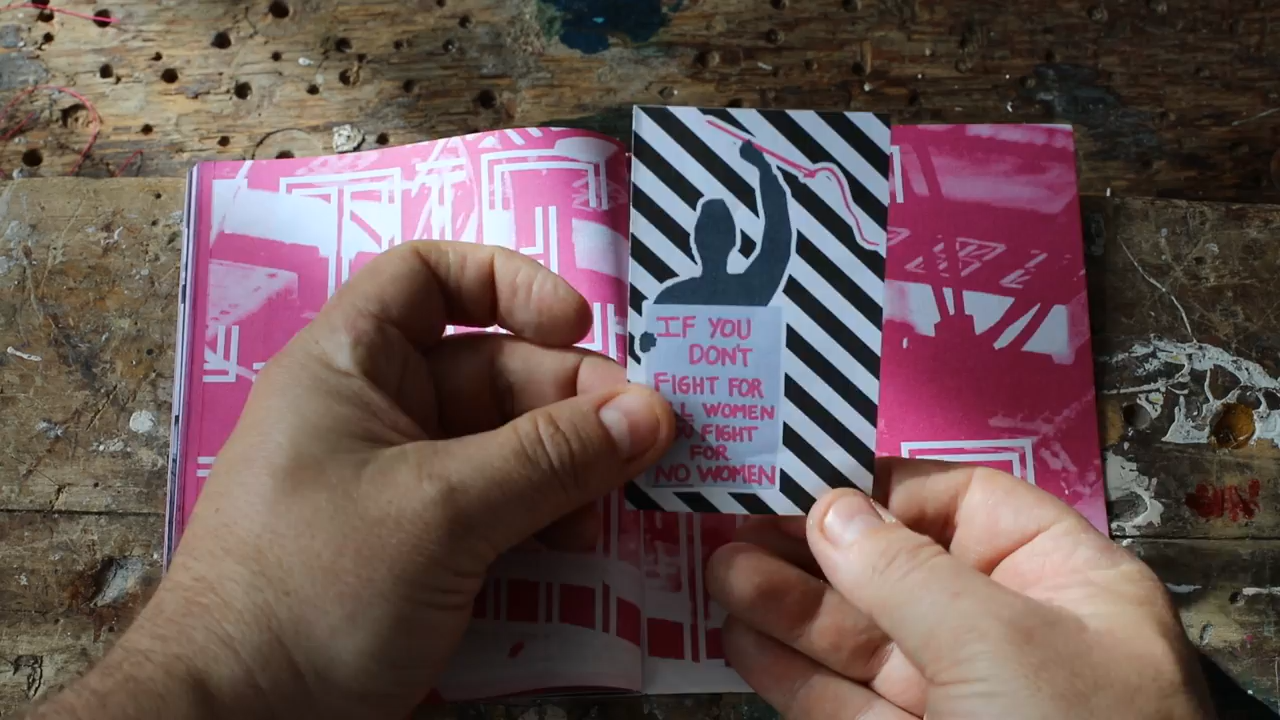 IF YOU
DON'T
FIGHT FOR
WOMEN
FIGHT
FOR
NO WOMEN